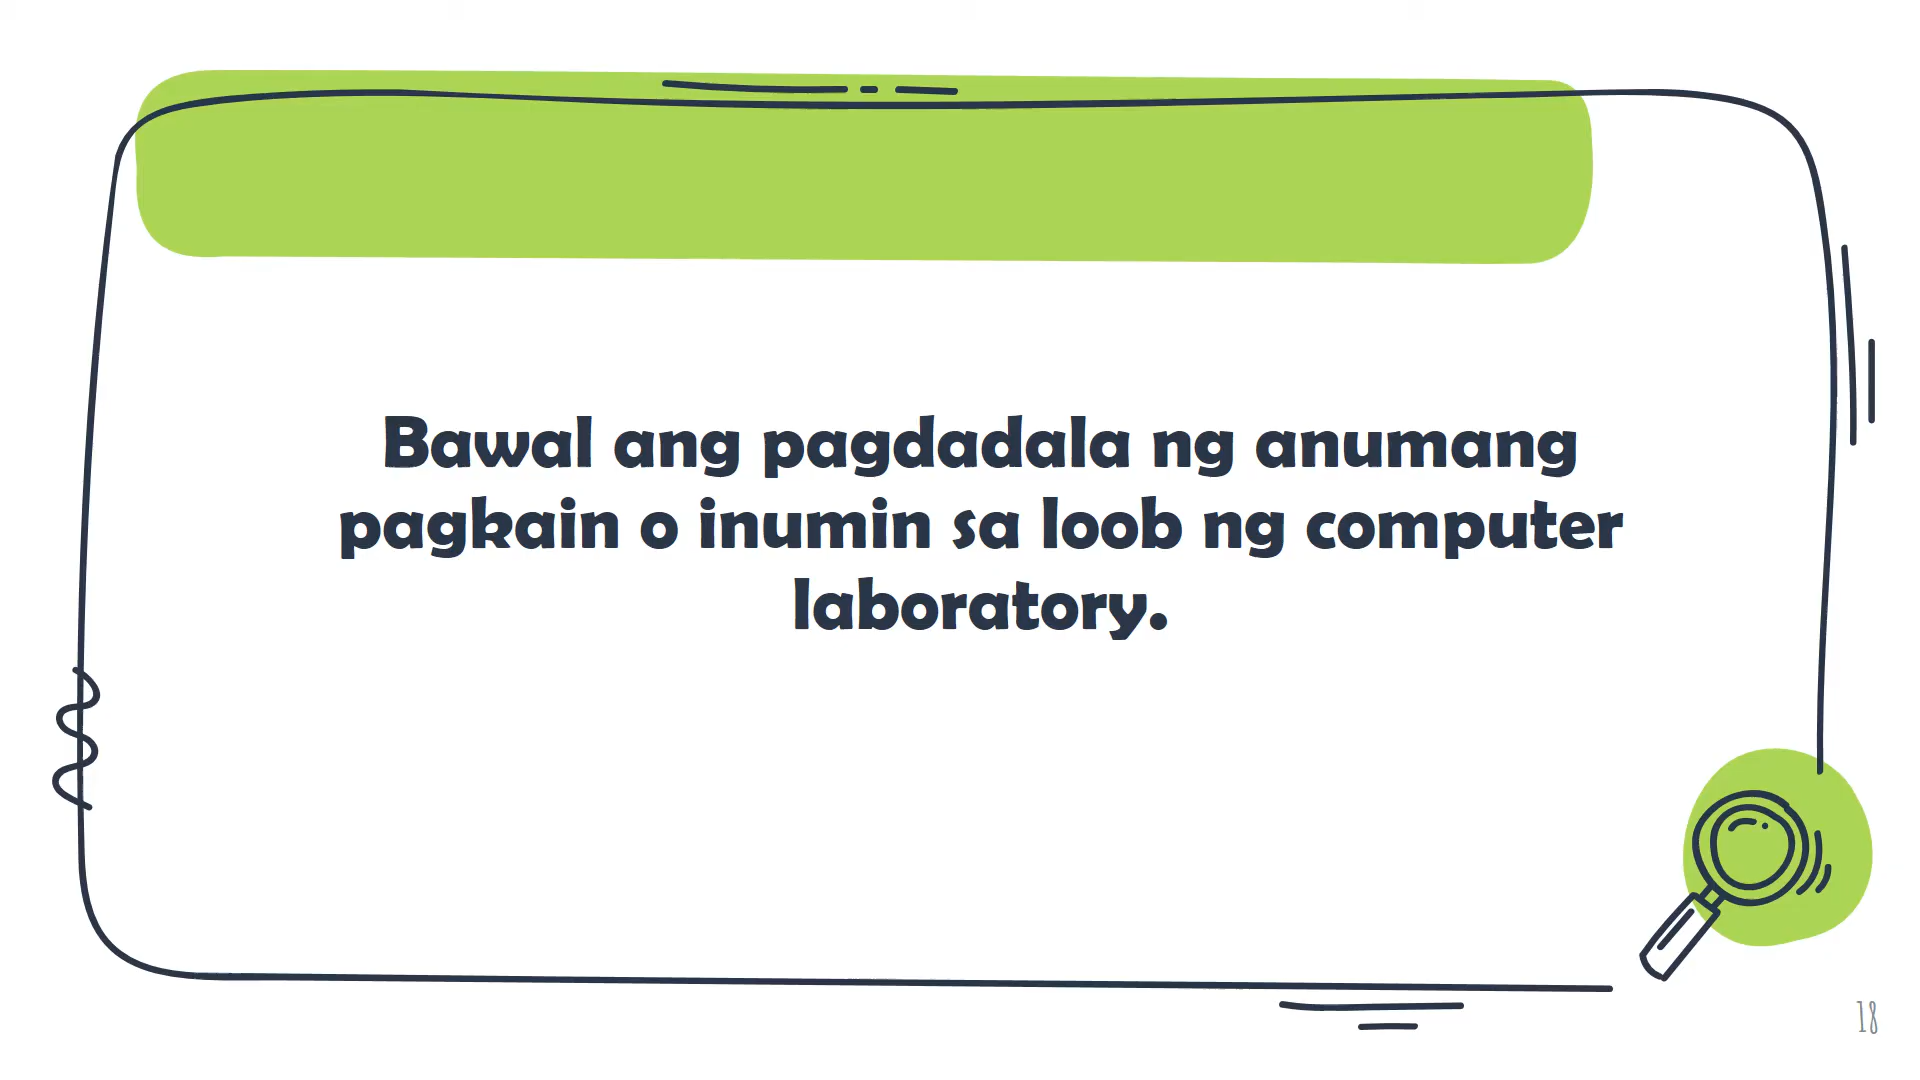 Bawal ang pagdadala ng anumang
pagkain o inumin sa loob ng computer
laboratory.
18